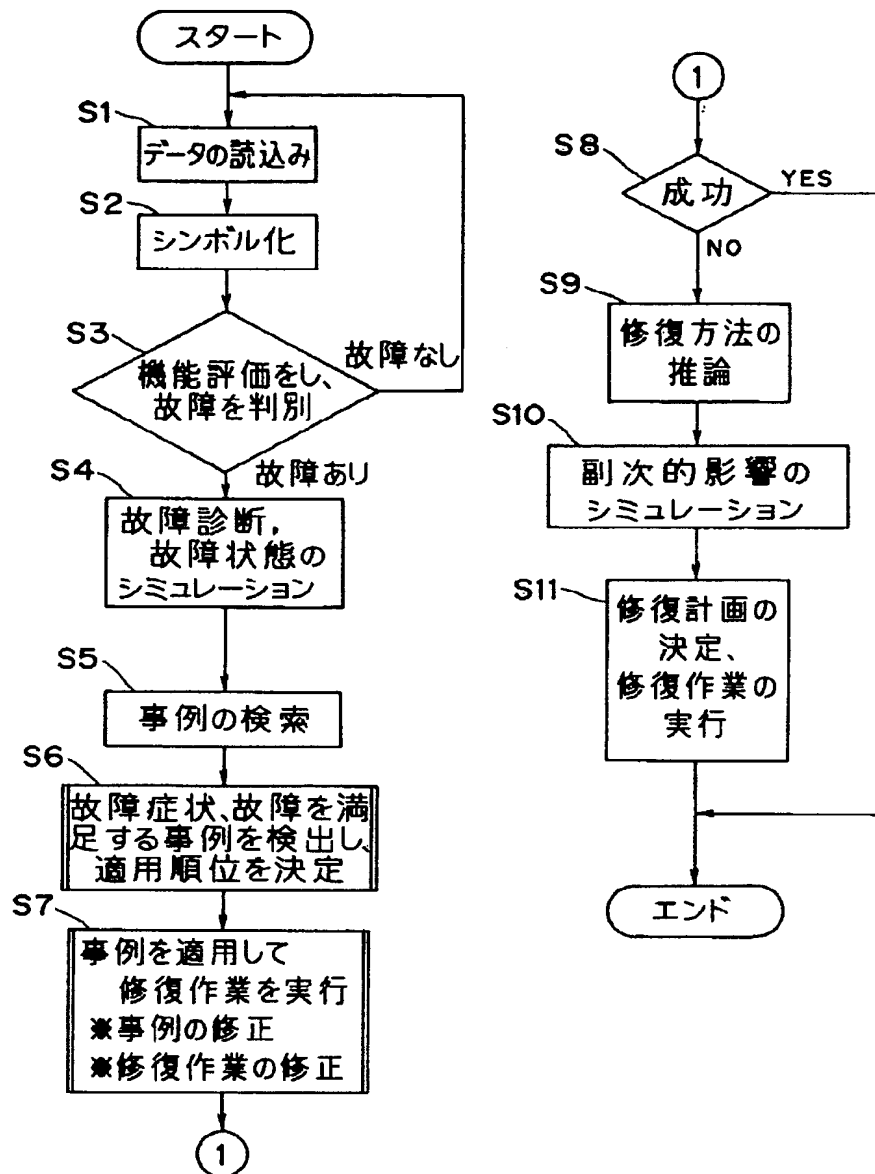 スタート
S1
データの読込み
S2
シンボル化
S3
機能評価をし、
故障を判別
故障なし
故障あり
S4
故障診断,
故障状態の
シミュレーション
S5
事例の検索
S6
故障症状、故障を満
足する事例を検出し、
適用順位を決定
S7
事例を適用して
修復作業を実行
※事例の修正
※修復作業の修正
1
1
S8
成功
YES
NO
S9
修復方法の
推論
S10
副次的影響の
シミュレーション
S11
修復計画の
決定、
修復作業の
実行
エンド